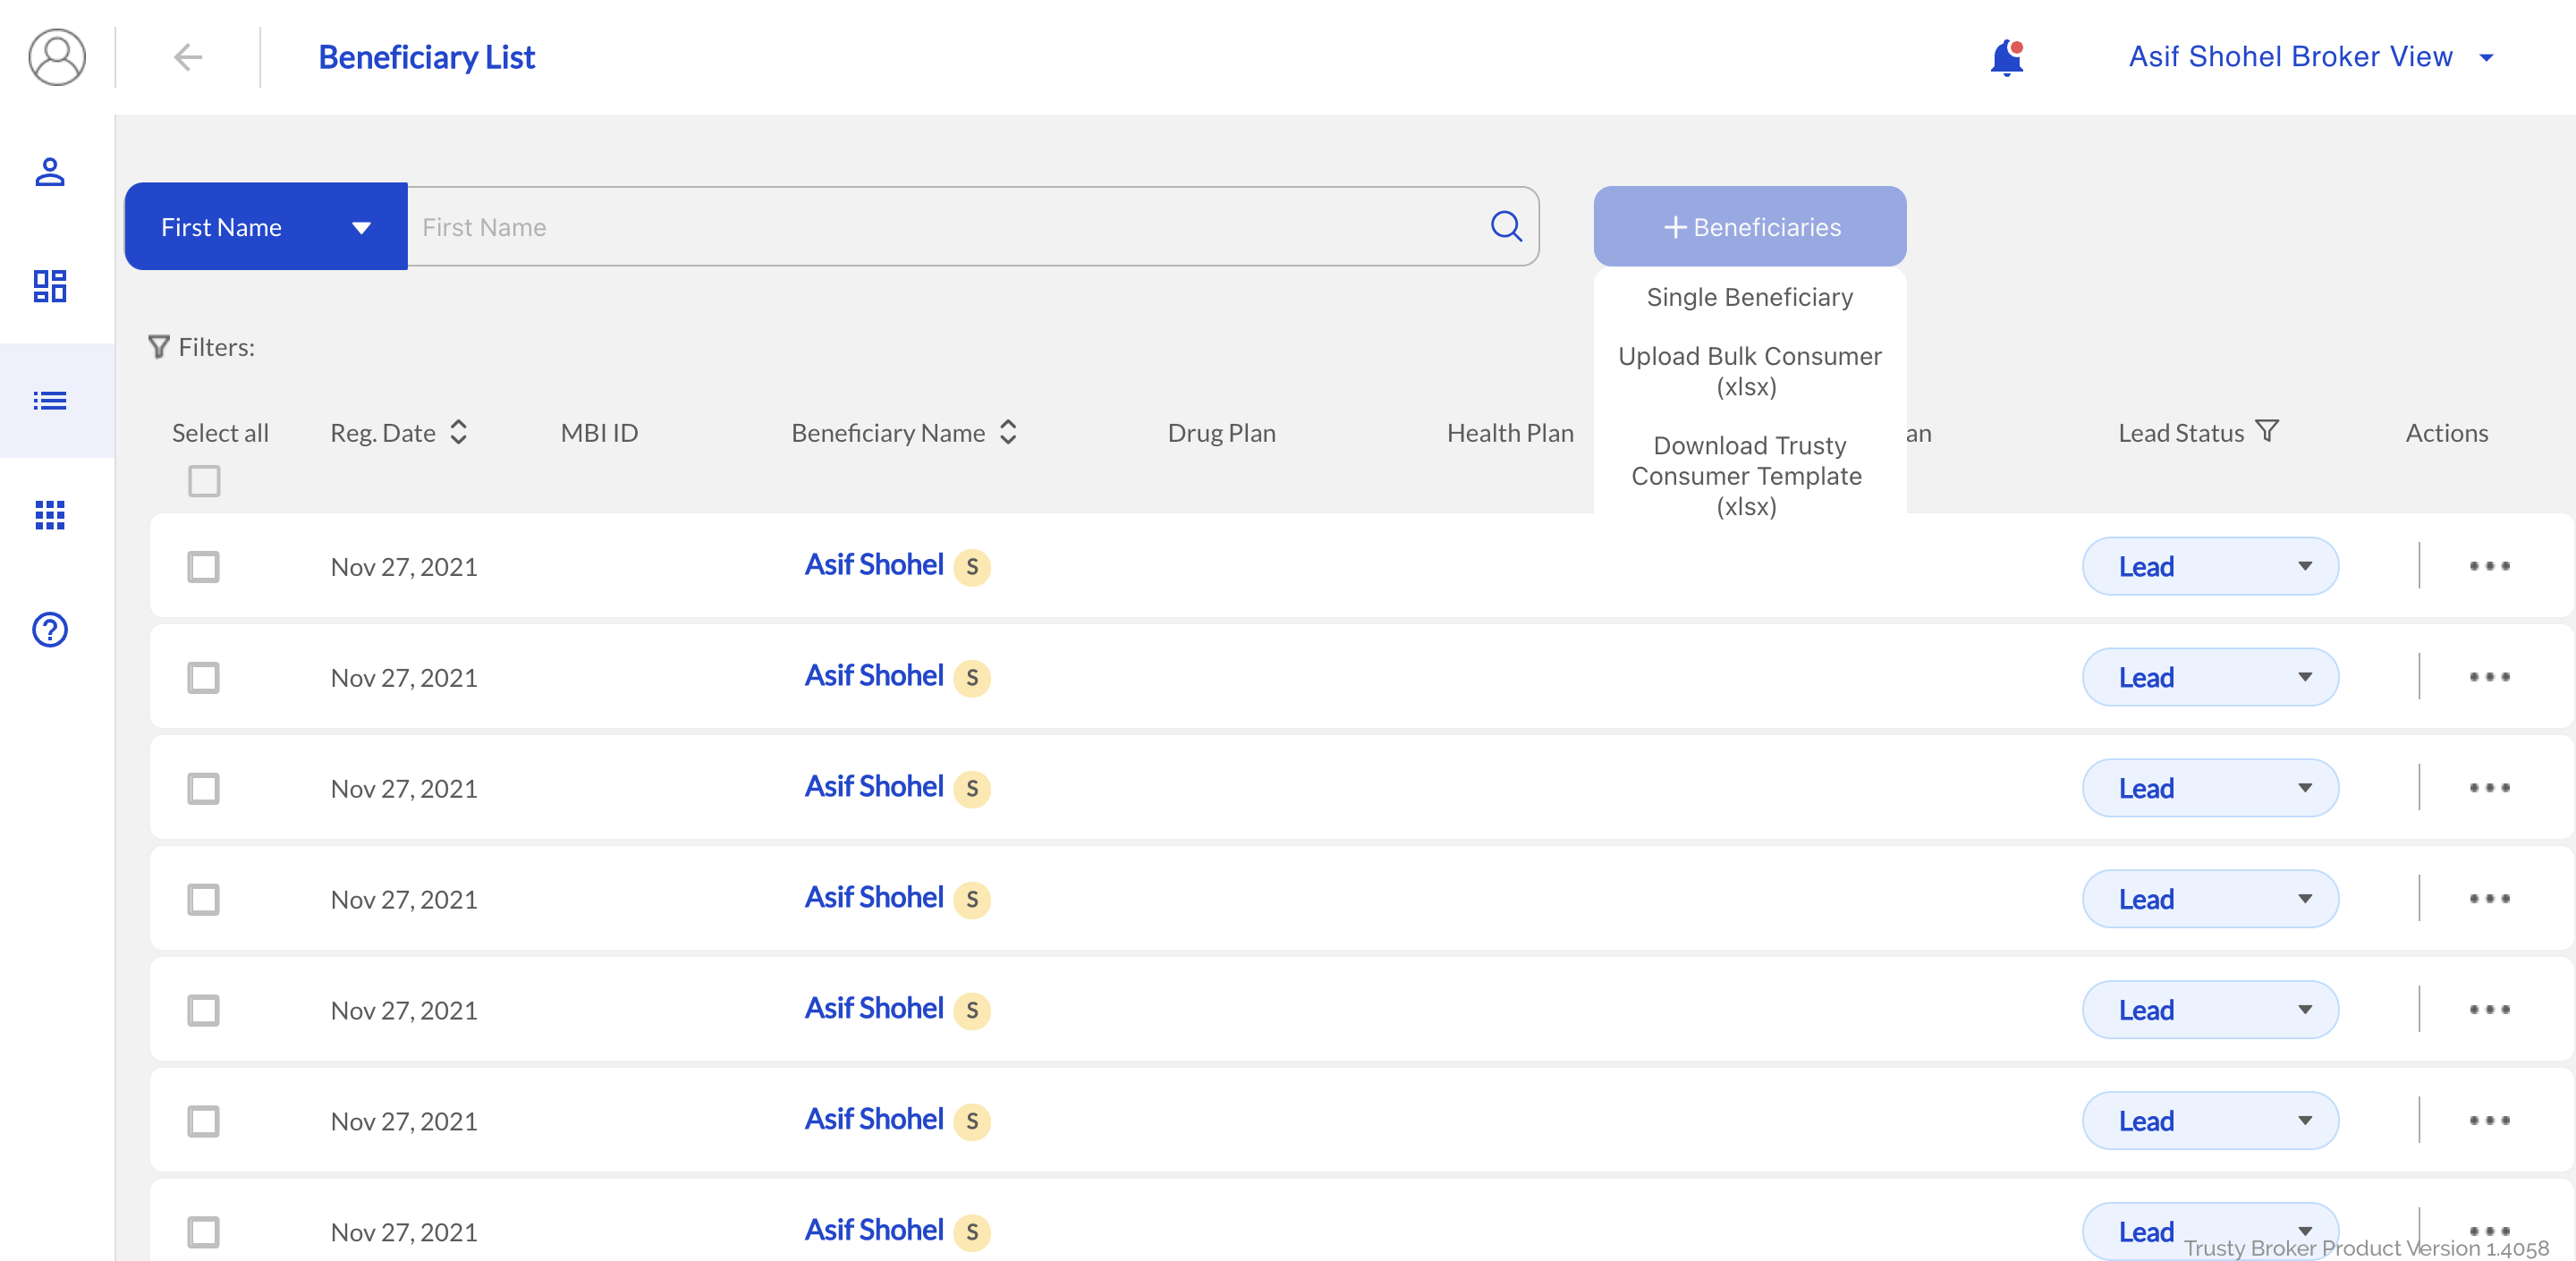 Beneficiary List
Asif Shohel Broker View
First Name
First Name
Beneficiaries
Single Beneficiary
Upload Bulk Consumer
(xlsx)
Download Trusty
Consumer Template
(xlsx)
Filters:
Select all Reg. Date MBI ID Beneficiary Name Drug Plan Health Plan an Lead Status Actions
Nov 27, 2021 Asif Shohel S Lead
Nov 27, 2021 Asif Shohel S Lead
Nov 27, 2021 Asif Shohel S Lead
Nov 27, 2021 Asif Shohel S Lead
Nov 27, 2021 Asif Shohel S Lead
Nov 27, 2021 Asif Shohel S Lead
Nov 27, 2021 Asif Shohel S Lead
Trusty Broker Product Version 1.4058